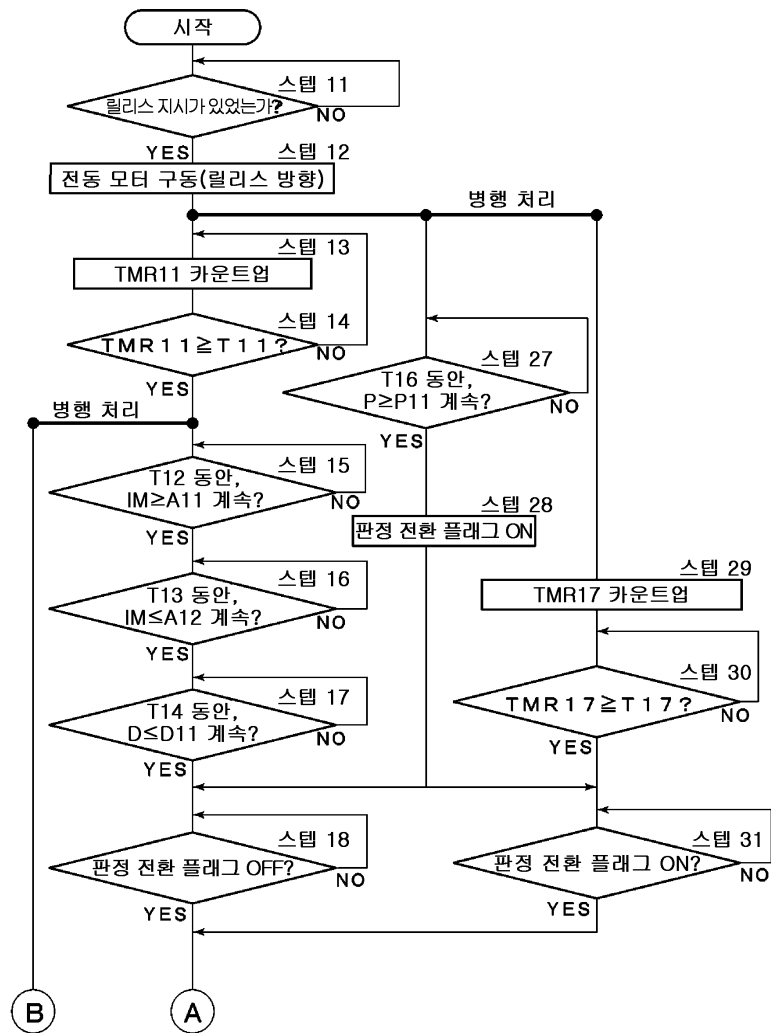 시작
스텝 11
릴리스 지시가 있었는가?
NO
YES
스텝 12
전동 모터 구동(릴리스 방향)
병행 처리
스텝 13
TMR11 카운트업
스텝 14
TMR11≧T11?
NO
YES
스텝 27
T16 동안,
P≥P11 계속?
NO
YES
병행 처리
스텝 15
T12 동안,
IM≥A11 계속?
NO
YES
스텝 28
판정 전환 플래그 ON
스텝 16
T13 동안,
IM≤A12 계속?
NO
YES
스텝 29
TMR17 카운트업
스텝 17
T14 동안,
D≤D11 계속?
NO
YES
스텝 30
TMR17≧T17?
NO
YES
스텝 18
판정 전환 플래그 OFF?
NO
YES
스텝 31
판정 전환 플래그 ON?
NO
YES
B
A